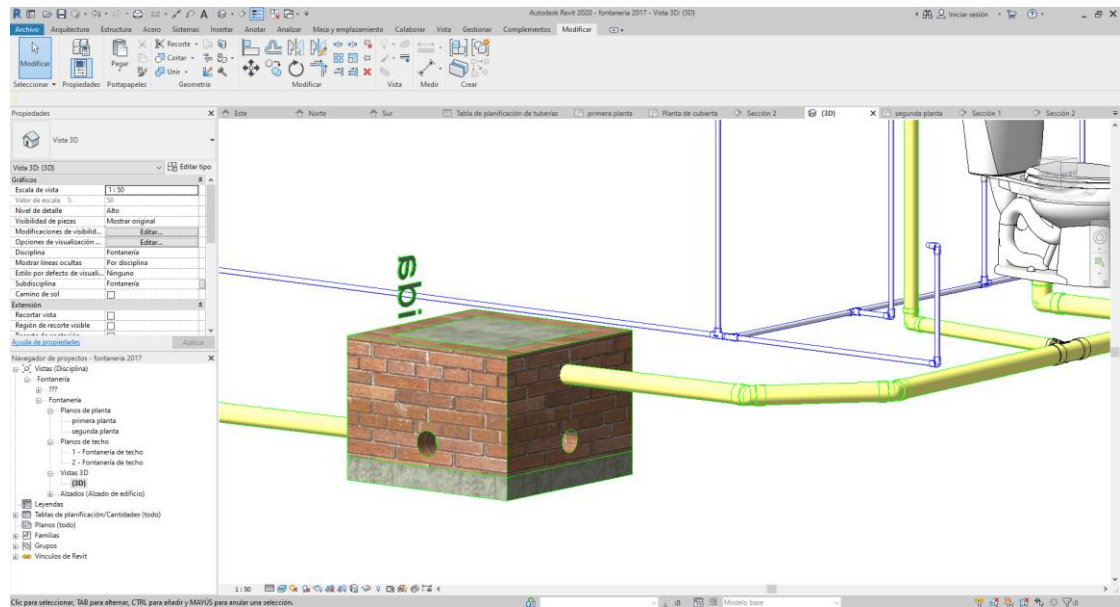 Autodesk Revit 2020 - fontaneria 2017 - Vista 3D: {3D}
Iniciar sesión
Archivo Arquitectura Estructura Acero Sistemas Insertar Anotar Analizar Masa y emplazamiento Colaborar Vista Gestionar Complementos Modificar
Modificar
Pegar
Recorte
Cortar
Unir
Seleccionar Propiedades Portapapeles Geometría Modificar Vista Medir Crear
Propiedades
Este Norte Sur Tabla de planificación de tuberías primera planta Planta de cubierta Sección 2 {3D} segunda planta Sección 1 Sección 2
Vista 3D
Vista 3D: {3D} Editar tipo
Gráficos
Escala de vista 1 : 50
Valor de escala 1: 50
Nivel de detalle Alto
Visibilidad de piezas Mostrar original
Modificaciones de visibilid... Editar...
Opciones de visualización ... Editar...
Disciplina Fontanería
Mostrar líneas ocultas Por disciplina
Estilo por defecto de visuali... Ninguno
Subdisciplina Fontanería
Camino de sol
Extensión
Recortar vista
Región de recorte visible
Ayuda de propiedades Aplicar
Navegador de proyectos - fontaneria 2017
Vistas (Disciplina)
Fontanería
???
Fontanería
Planos de planta
primera planta
segunda planta
Planos de techo
1 - Fontanería de techo
2 - Fontanería de techo
Vistas 3D
{3D}
Alzados (Alzado de edificio)
Leyendas
Tablas de planificación/Cantidades (todo)
Planos (todo)
Familias
Grupos
Vínculos de Revit
1 : 50
Clic para seleccionar, TAB para alternar, CTRL para añadir y MAYÚS para anular una selección.
:0 Modelo base